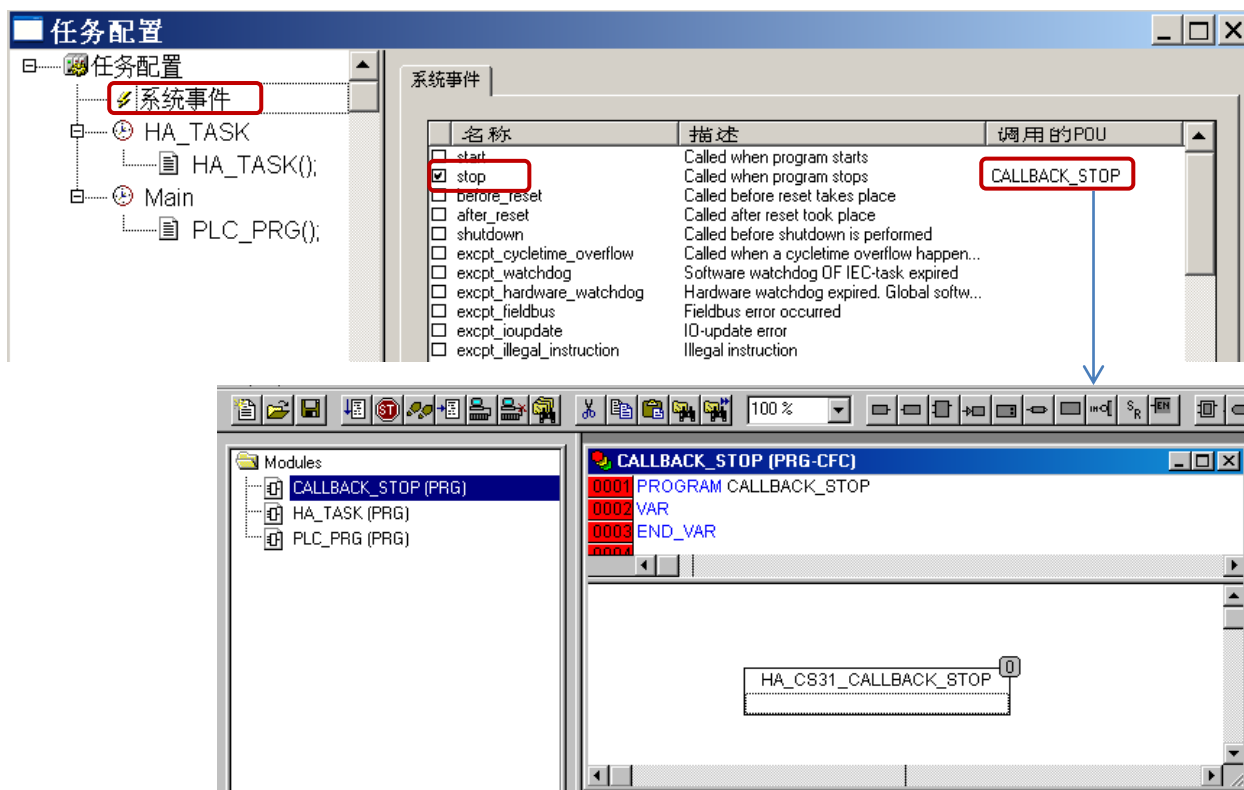 任务配置
任务配置
系统事件
HA_TASK
HA_TASK();
Main
PLC_PRG();
系统事件
名称 描述 调用的POU
start Called when program starts
stop Called when program stops CALLBACK_STOP
before_reset Called before reset takes place
after_reset Called after reset took place
shutdown Called before shutdown is performed
excpt_cycletime_overflow Called when a cycletime overflow happen...
excpt_watchdog Software watchdog OF IEC-task expired
excpt_hardware_watchdog Hardware watchdog expired. Global softw...
excpt_fieldbus Fieldbus error occurred
excpt_ioupdate IO-update error
excpt_illegal_instruction Illegal instruction
ST 100 % IN SR EN
Modules
CALLBACK_STOP (PRG)
HA_TASK (PRG)
PLC_PRG (PRG)
CALLBACK_STOP (PRG-CFC)
0001 PROGRAM CALLBACK_STOP
0002 VAR
0003 END_VAR
0004
0
HA_CS31_CALLBACK_STOP